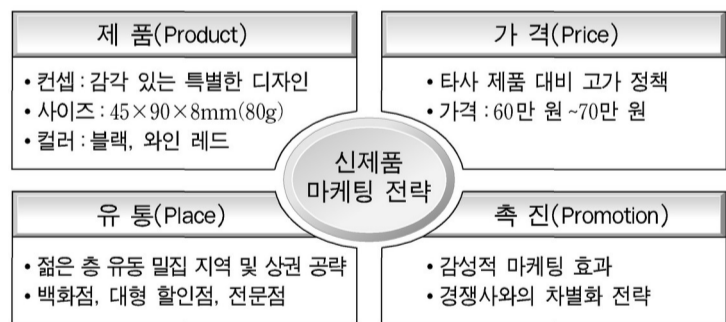 제 품(Product)
• 컨셉 : 감각 있는 특별한 디자인
• 사이즈 : 45×90×8mm(80g)
• 컬러 : 블랙, 와인 레드
가 격(Price)
• 타사 제품 대비 고가 정책
• 가격 : 60만 원 ~70만 원
신제품
마케팅 전략
유 통(Place)
• 젊은 층 유동 밀집 지역 및 상권 공략
• 백화점, 대형 할인점, 전문점
촉 진(Promotion)
• 감성적 마케팅 효과
• 경쟁사와의 차별화 전략